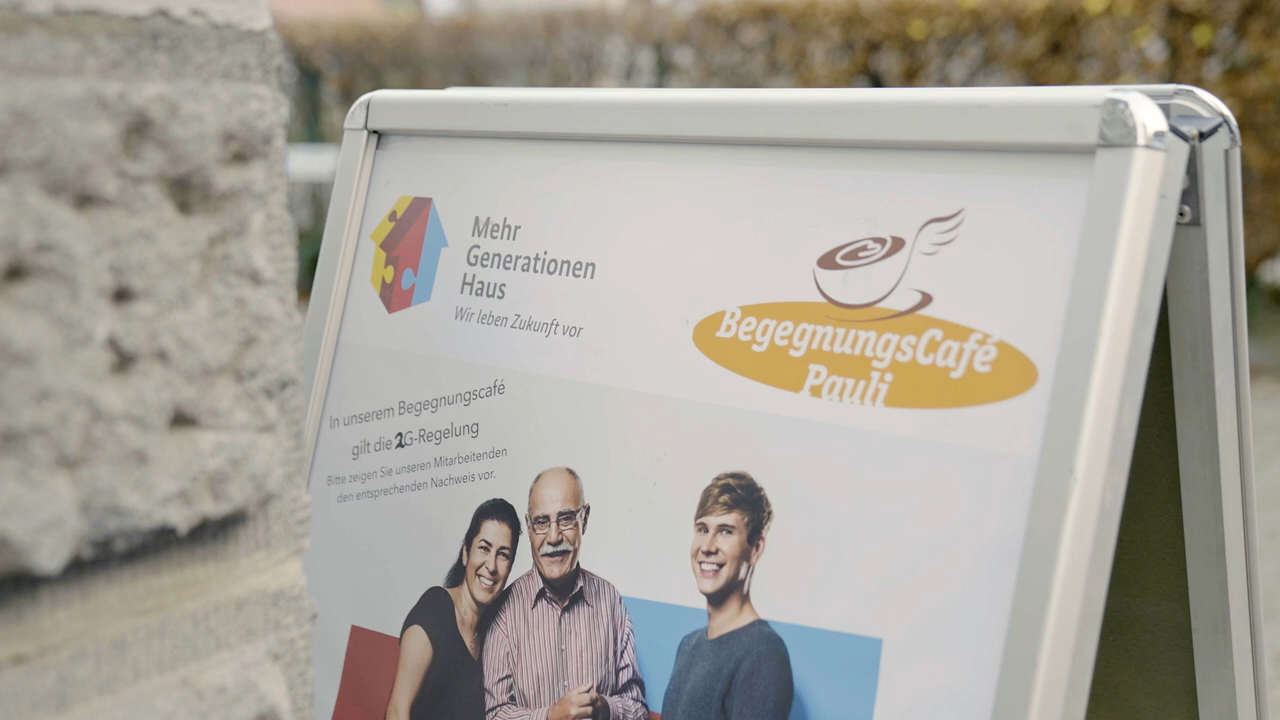 Mehr
Generationen
Haus
Wir leben Zukunft vor
BegegnungsCafé
Pauli
In unserem Begegnungscafé
gilt die 2G-Regelung
Bitte zeigen Sie unseren Mitarbeitenden
den entsprechenden Nachweis vor.